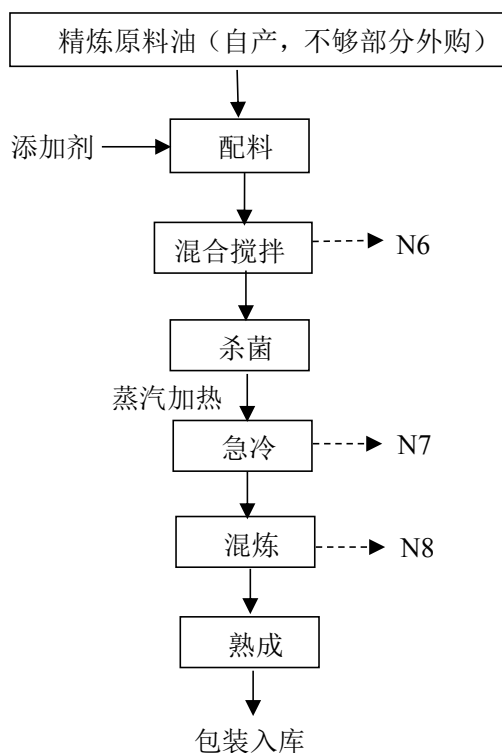 精炼原料油（自产，不够部分外购）
添加剂
配料
混合搅拌
N6
杀菌
蒸汽加热
急冷
N7
混炼
N8
熟成
包装入库